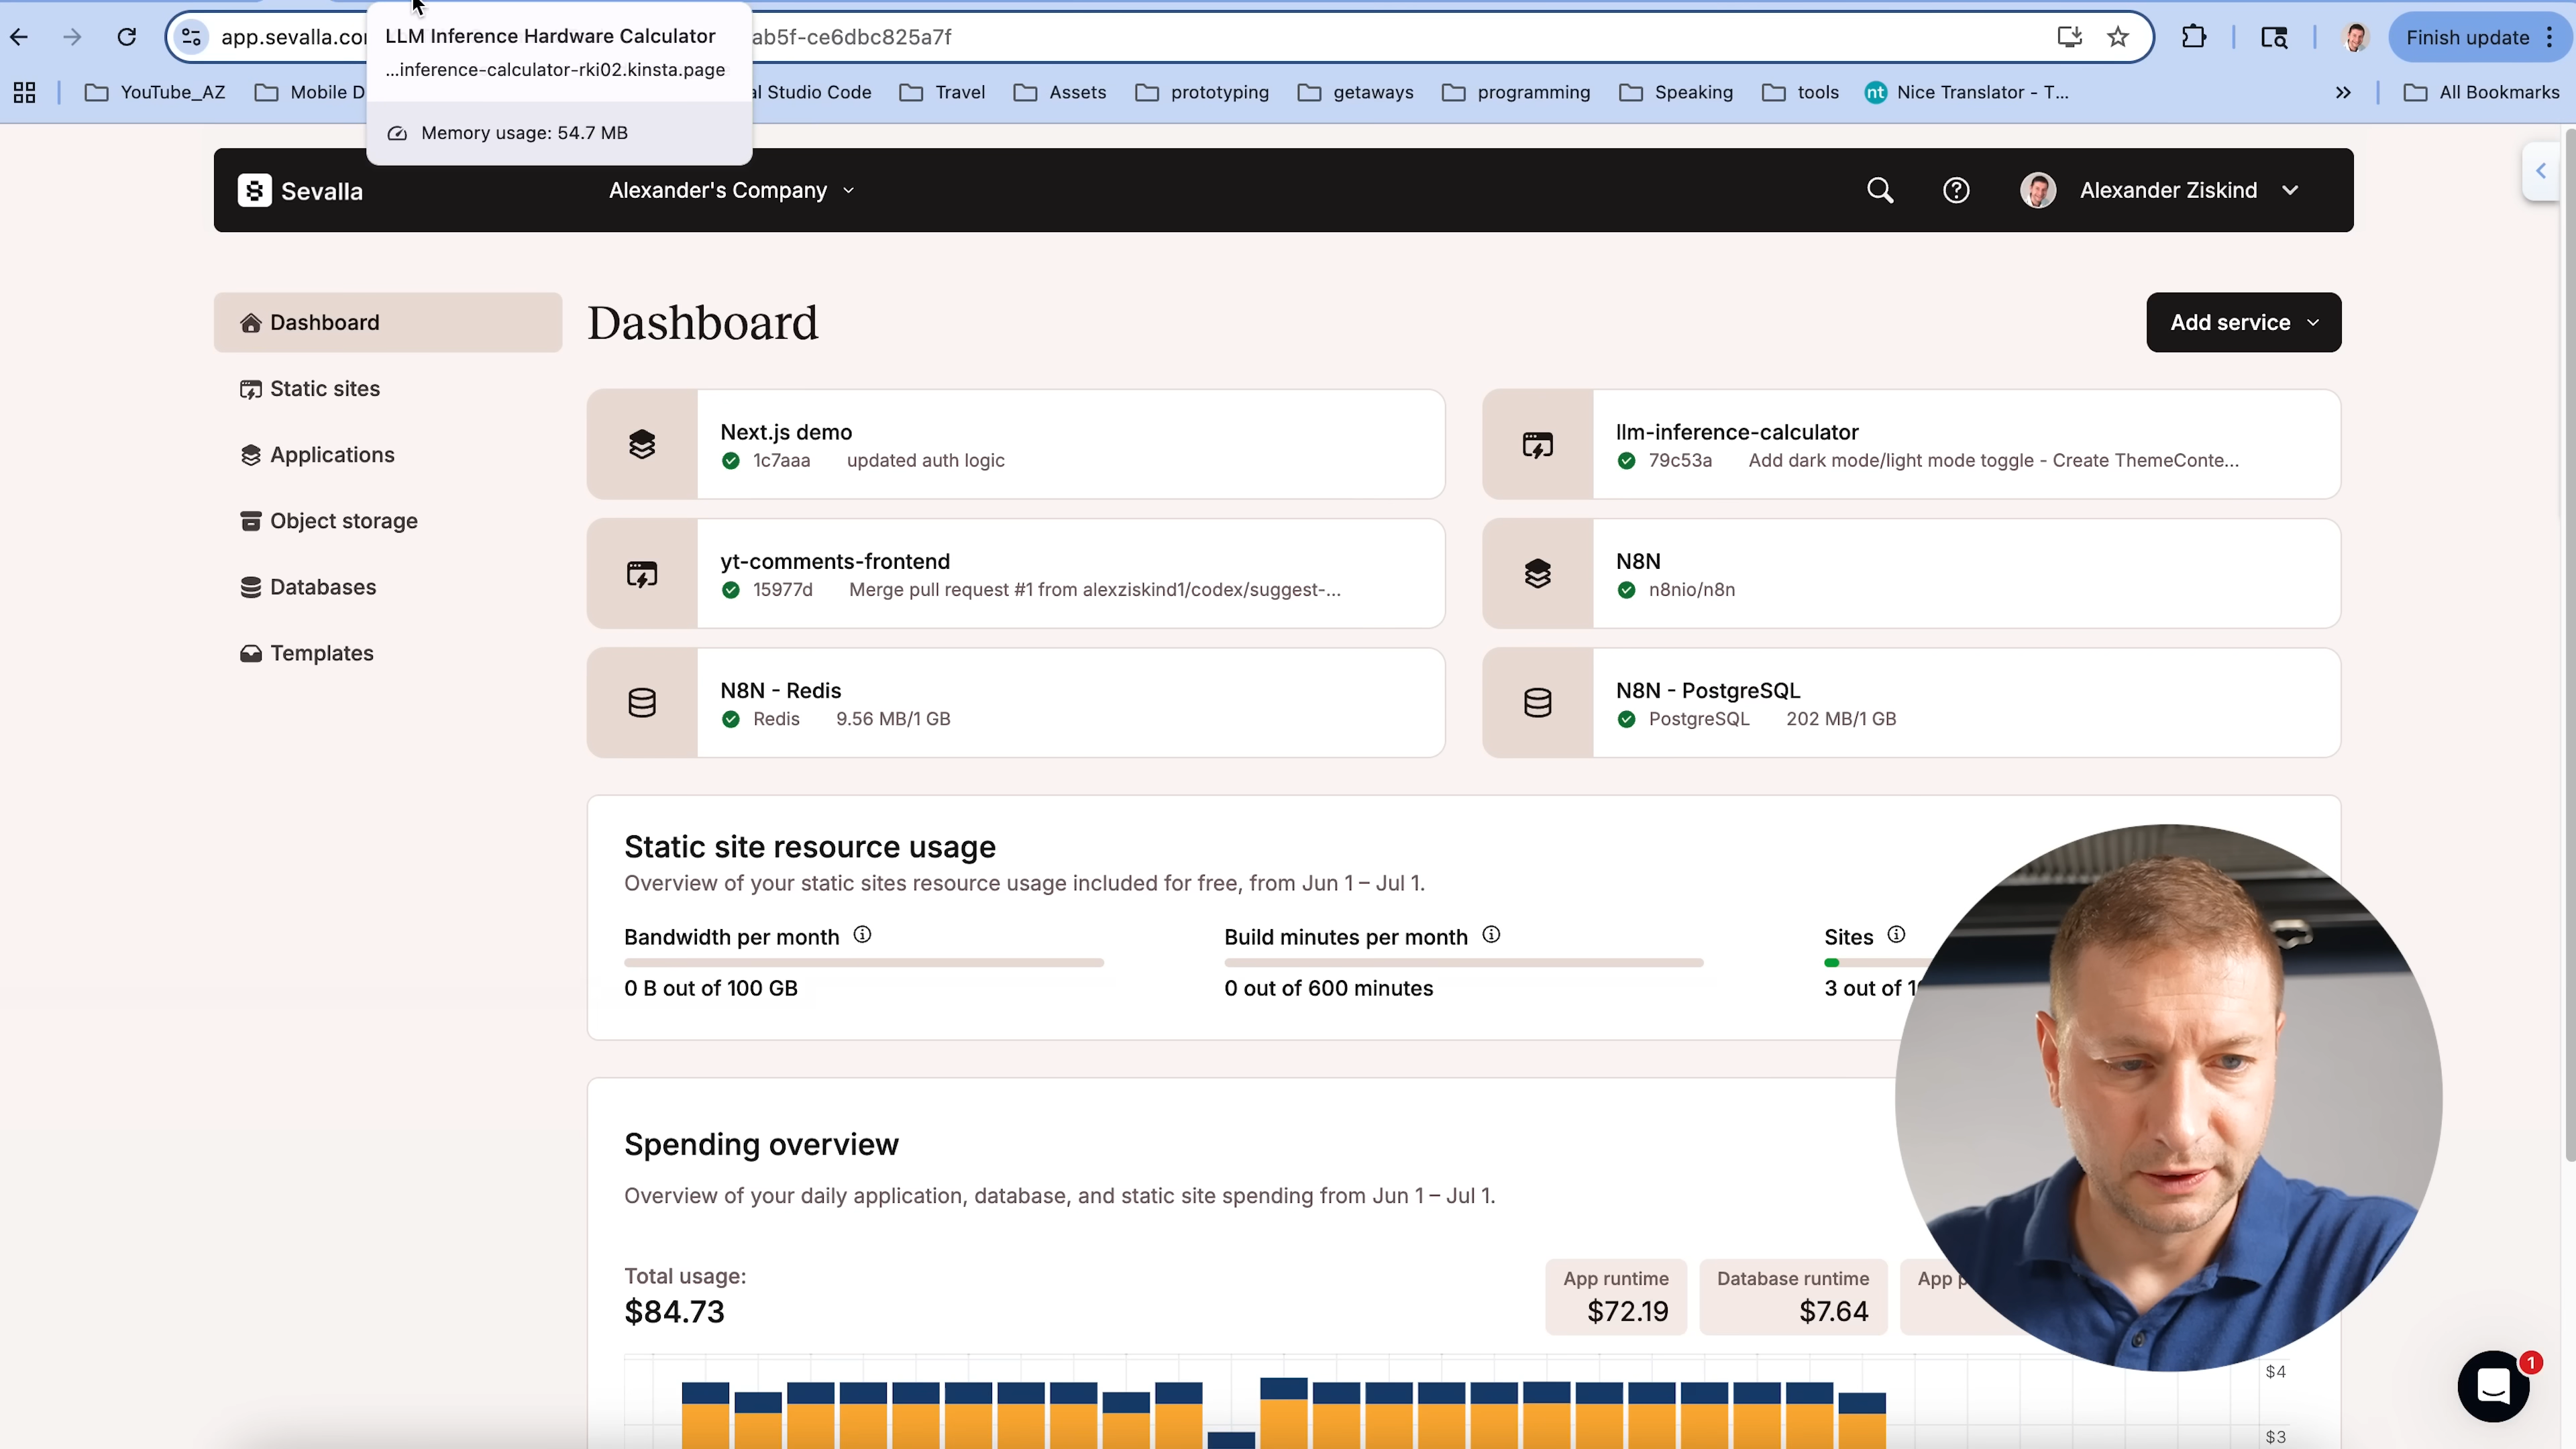 app.sevalla.co
ab5f-ce6dbc825a7f
Finish update
LLM Inference Hardware Calculator
...inference-calculator-rki02.kinsta.page
Memory usage: 54.7 MB
YouTube_AZ
Mobile D
al Studio Code
Travel
Assets
prototyping
getaways
programming
Speaking
tools
nt
Nice Translator - T...
All Bookmarks
Sevalla
Alexander's Company
Alexander Ziskind
Dashboard
Static sites
Applications
Object storage
Databases
Templates
Dashboard
Add service
Next.js demo
1c7aaa updated auth logic
llm-inference-calculator
79c53a Add dark mode/light mode toggle - Create ThemeConte...
yt-comments-frontend
15977d Merge pull request #1 from alexziskind1/codex/suggest-...
N8N
n8nio/n8n
N8N - Redis
Redis 9.56 MB/1 GB
N8N - PostgreSQL
PostgreSQL 202 MB/1 GB
Static site resource usage
Overview of your static sites resource usage included for free, from Jun 1 – Jul 1.
Bandwidth per month
0 B out of 100 GB
Build minutes per month
0 out of 600 minutes
Sites
3 out of 1
Spending overview
Overview of your daily application, database, and static site spending from Jun 1 – Jul 1.
Total usage:
$84.73
App runtime
$72.19
Database runtime
$7.64
App p
$4
$3
1